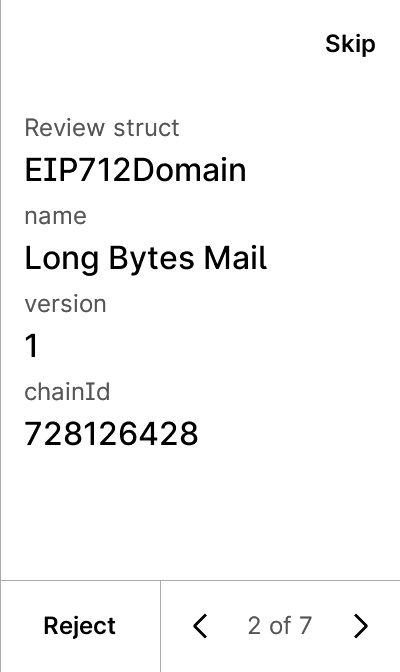 Skip
Review struct
EIP712Domain
name
Long Bytes Mail
version
1
chainId
728126428
Reject
2 of 7